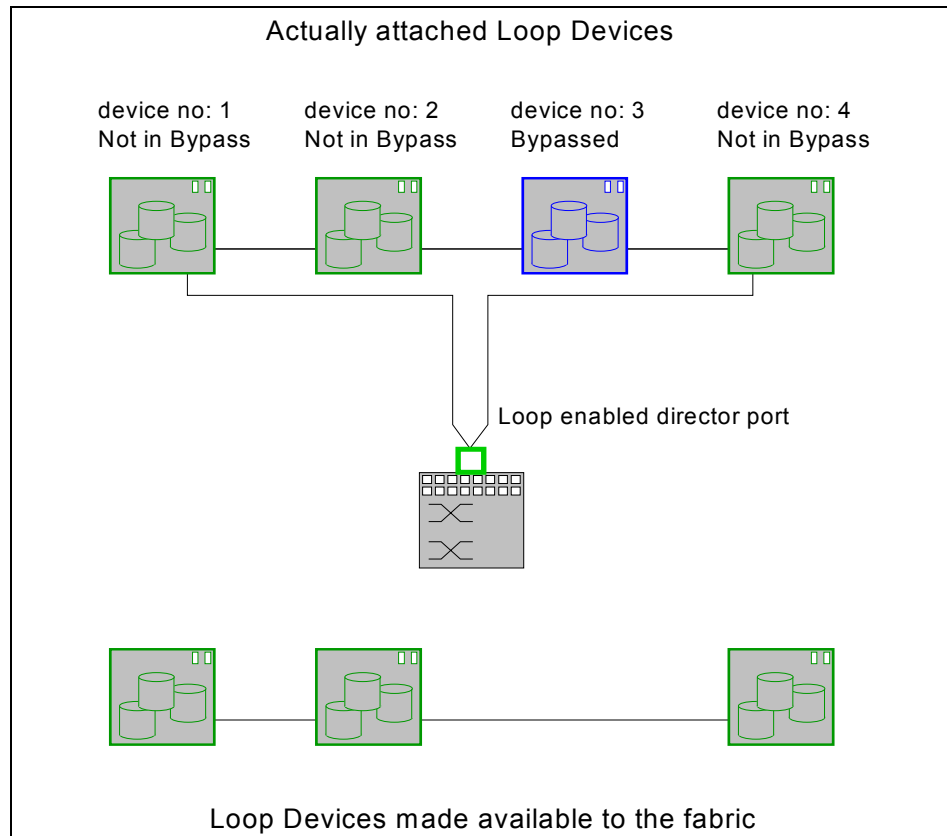 Actually attached Loop Devices
device no: 1
Not in Bypass
device no: 2
Not in Bypass
device no: 3
Bypassed
device no: 4
Not in Bypass
Loop enabled director port
Loop Devices made available to the fabric